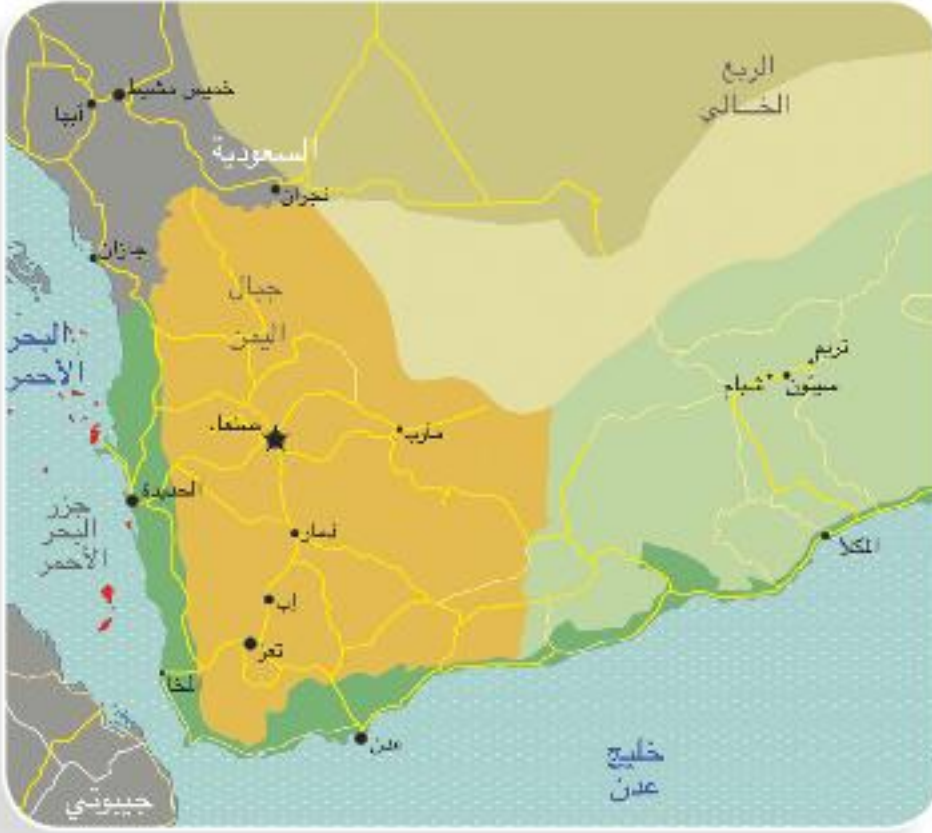 الربع
الخالي
خميس مشيط
أبها
السعودية
نجران
جازان
جبال
اليمن
البحر
الأحمر
تريم
سيئون
شبام
صنعاء
مأرب
الحديدة
جزر
البحر
الأحمر
ذمار
المكلا
إب
تعز
لمخا
عدن
خليج
عدن
جيبوتي